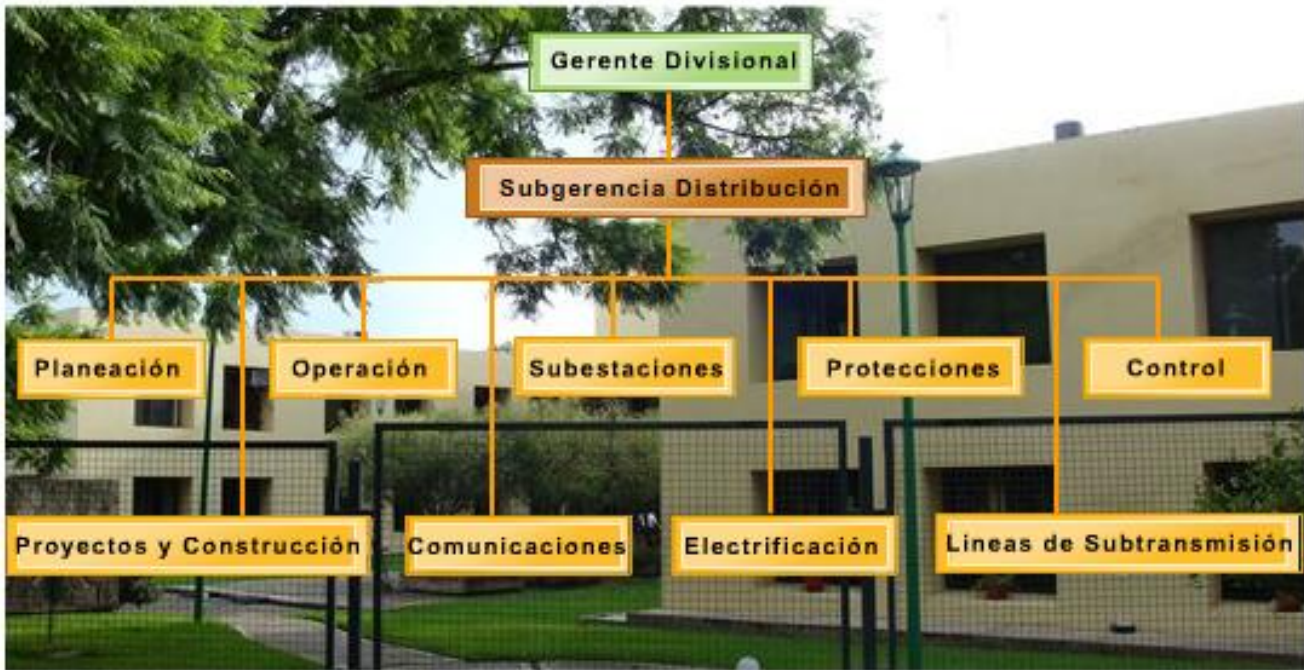 Gerente Divisional
Subgerencia Distribución
Planeación
Operación
Subestaciones
Protecciones
Control
Proyectos y Construcción
Comunicaciones
Electrificación
Lineas de Subtransmisión